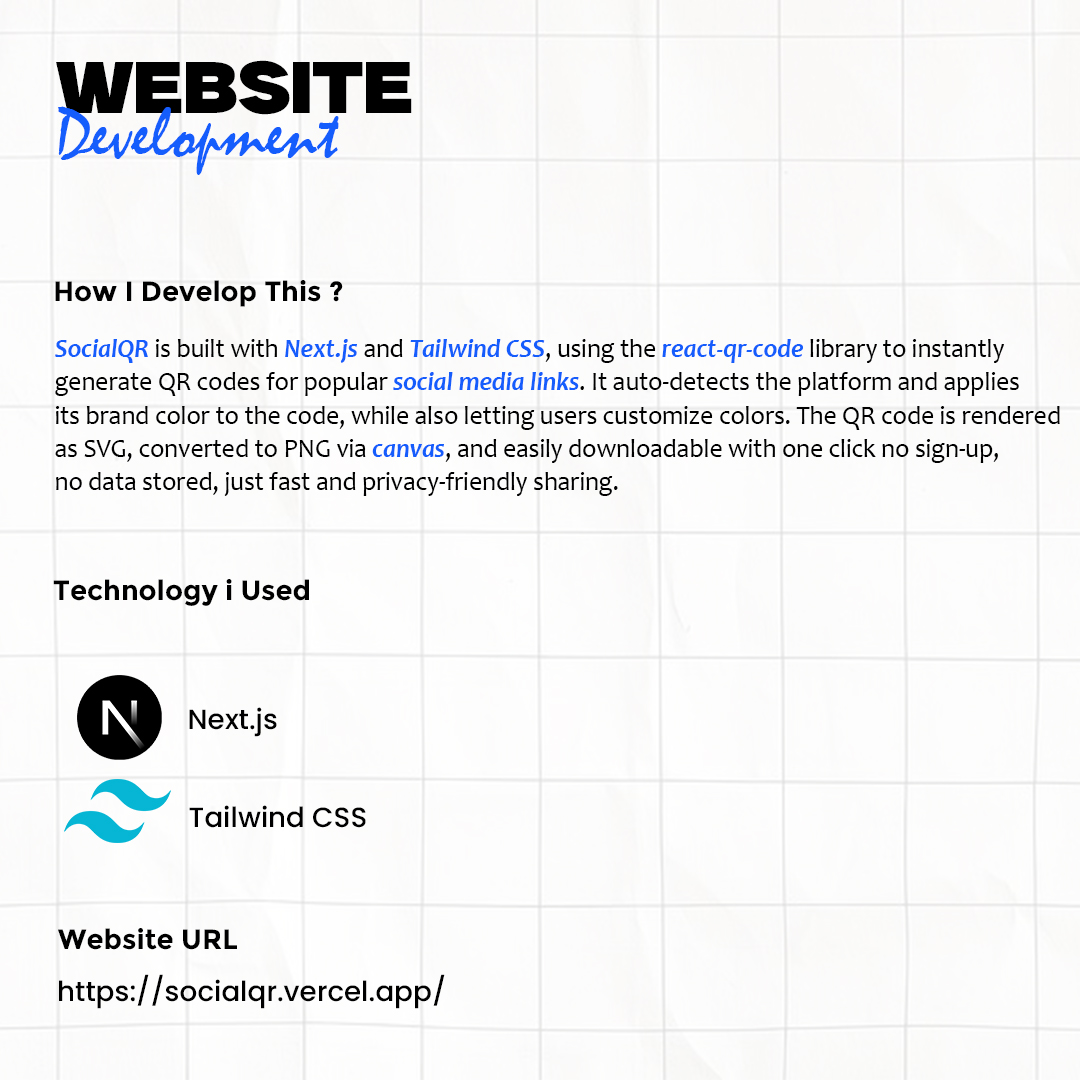 WEBSITE
Development
How I Develop This ?
SocialQR is built with Next.js and Tailwind CSS, using the react-qr-code library to instantly
generate QR codes for popular social media links. It auto-detects the platform and applies
its brand color to the code, while also letting users customize colors. The QR code is rendered
as SVG, converted to PNG via canvas, and easily downloadable with one click no sign-up,
no data stored, just fast and privacy-friendly sharing.
Technology i Used
N
Next.js
Tailwind CSS
Website URL
https://socialqr.vercel.app/